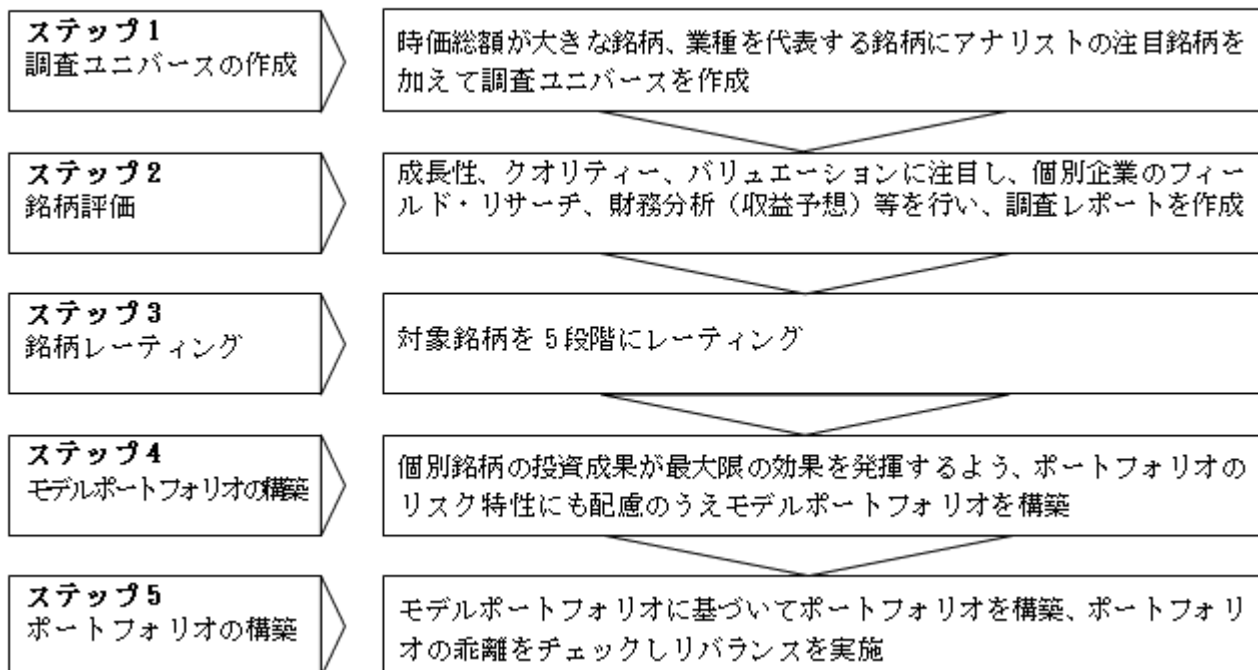 ステップ1
調査ユニバースの作成
時価総額が大きな銘柄、業種を代表する銘柄にアナリストの注目銘柄を
加えて調査ユニバースを作成
ステップ2
銘柄評価
成長性、クオリティー、バリュエーションに注目し、個別企業のフィー
ルド・リサーチ、財務分析（収益予想）等を行い、調査レポートを作成
ステップ3
銘柄レーティング
対象銘柄を5段階にレーティング
ステップ4
モデルポートフォリオの構築
個別銘柄の投資成果が最大限の効果を発揮するよう、ポートフォリオの
リスク特性にも配慮のうえモデルポートフォリオを構築
ステップ5
ポートフォリオの構築
モデルポートフォリオに基づいてポートフォリオを構築、ポートフォリ
オの乖離をチェックしリバランスを実施